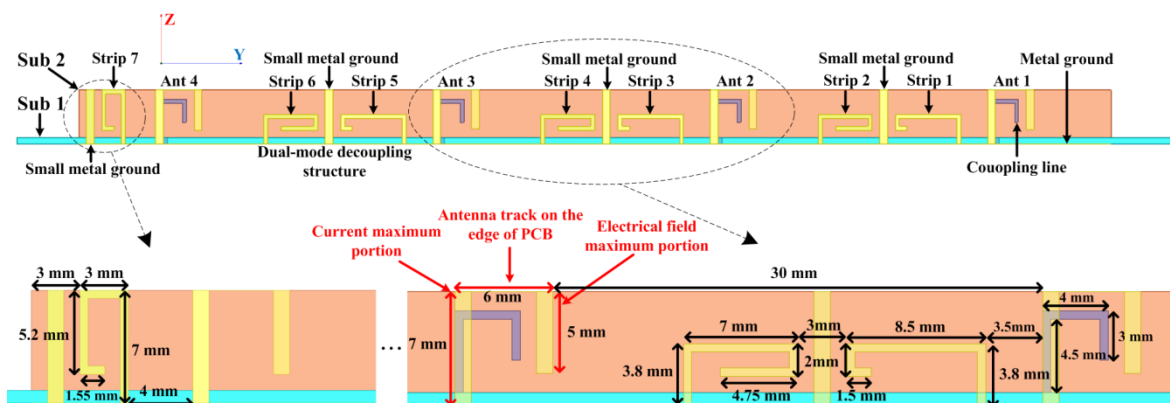 Z
Y
Sub 2
Sub 1
Strip 7
Ant 4
Small metal ground
Strip 6
Strip 5
Ant 3
Small metal ground
Strip 4
Strip 3
Ant 2
Small metal ground
Strip 2
Strip 1
Ant 1
Metal ground
Small metal ground
Dual-mode decoupling
structure
Couopling line
Current maximum
portion
Antenna track on the
edge of PCB
Electrical field
maximum portion
3 mm
3 mm
5.2 mm
7 mm
1.55 mm
4 mm
...
7 mm
6 mm
5 mm
30 mm
7 mm
3mm
8.5 mm
3.5mm
4 mm
3 mm
4.5 mm
3.8 mm
2mm
4.75 mm
1.5 mm
3.8 mm